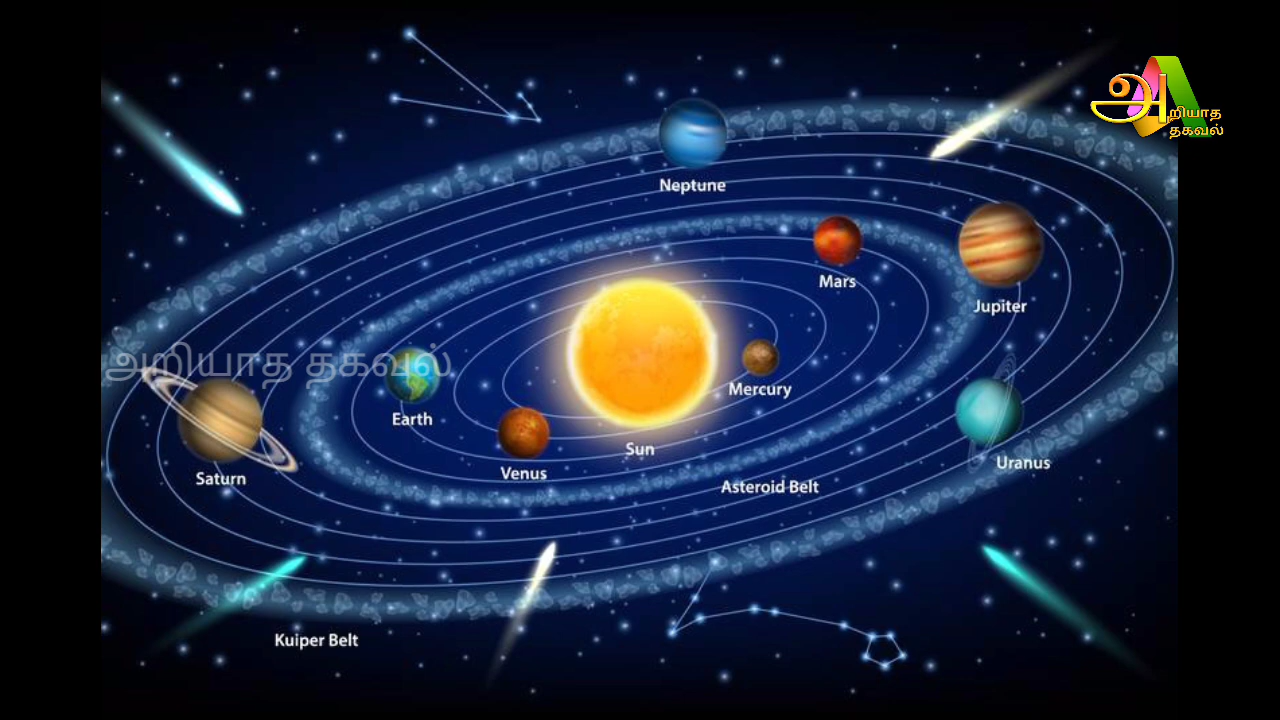 அறியாத
தகவல்
Neptune
Mars
Jupiter
அறியாத தகவல்
Mercury
Earth
Sun
Uranus
Venus
Saturn
Asteroid Belt
Kuiper Belt